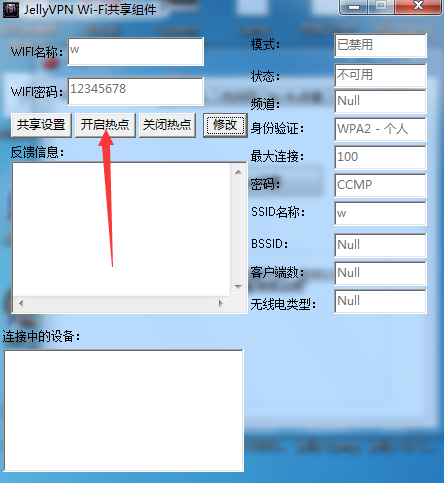 JellyVPN Wi-Fi共享组件
WIFI名称: w
WIFI密码: 12345678
共享设置 开启热点 关闭热点 修改
反馈信息:
连接中的设备:
模式: 已禁用
状态: 不可用
频道: Null
身份验证: WPA2 - 个人
最大连接: 100
密码: CCMP
SSID名称: w
BSSID: Null
客户端数: Null
无线电类型: Null